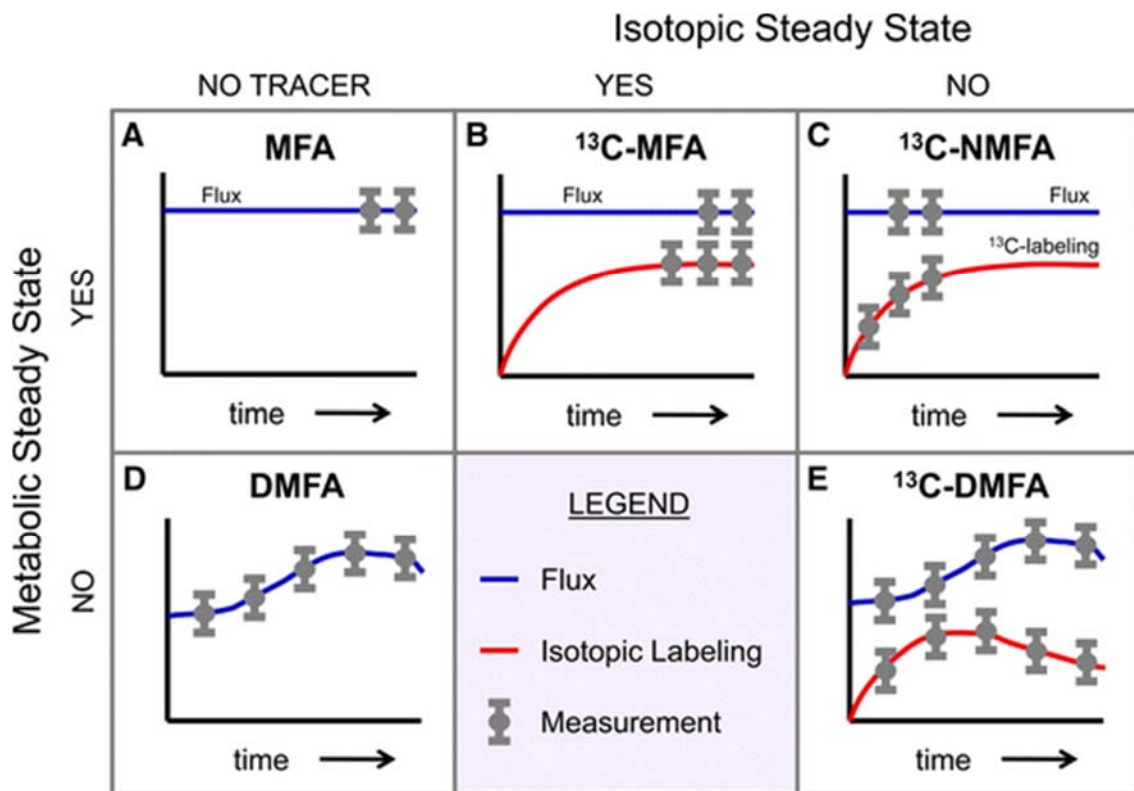 Isotopic Steady State
NO TRACER YES NO
Metabolic Steady State
YES
NO
A MFA
Flux
time
B ¹³C-MFA
Flux
time
C ¹³C-NMFA
Flux
¹³C-labeling
time
D DMFA
time
LEGEND
Flux
Isotopic Labeling
Measurement
E ¹³C-DMFA
time